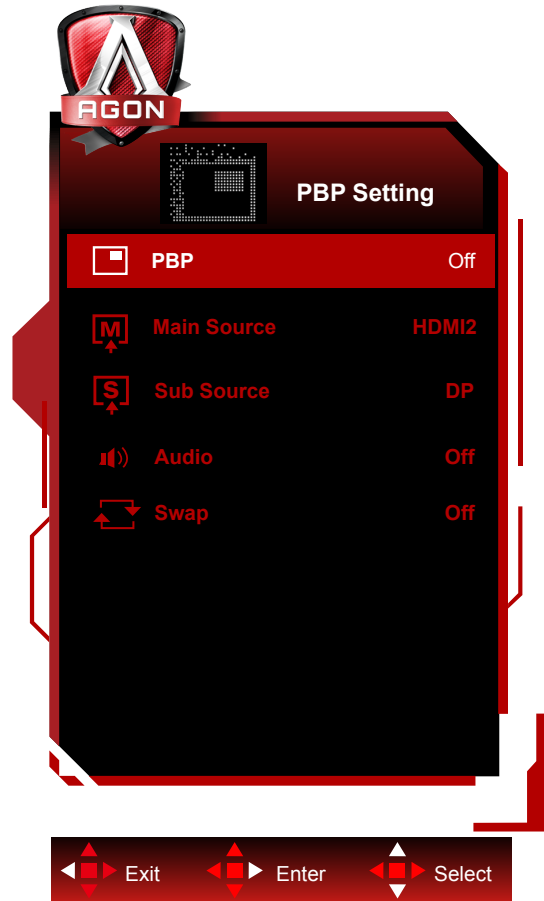 AGON
PBP Setting
PBP Off
M Main Source HDMI2
S Sub Source DP
Audio Off
Swap Off
Exit Enter Select